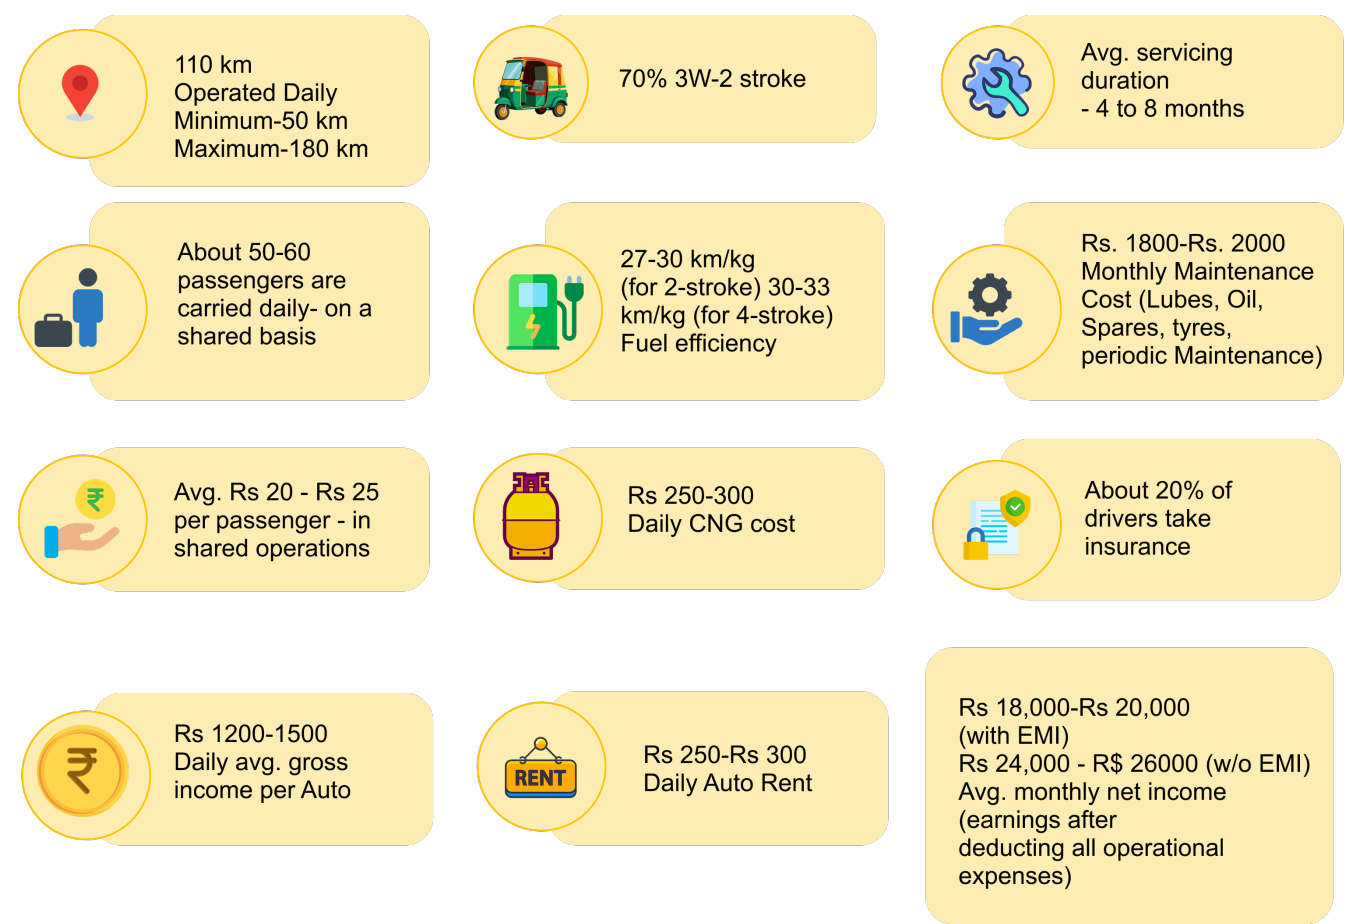 110 km
Operated Daily
Minimum-50 km
Maximum-180 km
70% 3W-2 stroke
Avg. servicing
duration
- 4 to 8 months
About 50-60
passengers are
carried daily- on a
shared basis
27-30 km/kg
(for 2-stroke) 30-33
km/kg (for 4-stroke)
Fuel efficiency
Rs. 1800-Rs. 2000
Monthly Maintenance
Cost (Lubes, Oil,
Spares, tyres,
periodic Maintenance)
₹
Avg. Rs 20 - Rs 25
per passenger - in
shared operations
Rs 250-300
Daily CNG cost
About 20% of
drivers take
insurance
₹
Rs 1200-1500
Daily avg. gross
income per Auto
RENT
Rs 250-Rs 300
Daily Auto Rent
Rs 18,000-Rs 20,000
(with EMI)
Rs 24,000 - R$ 26000 (w/o EMI)
Avg. monthly net income
(earnings after
deducting all operational
expenses)